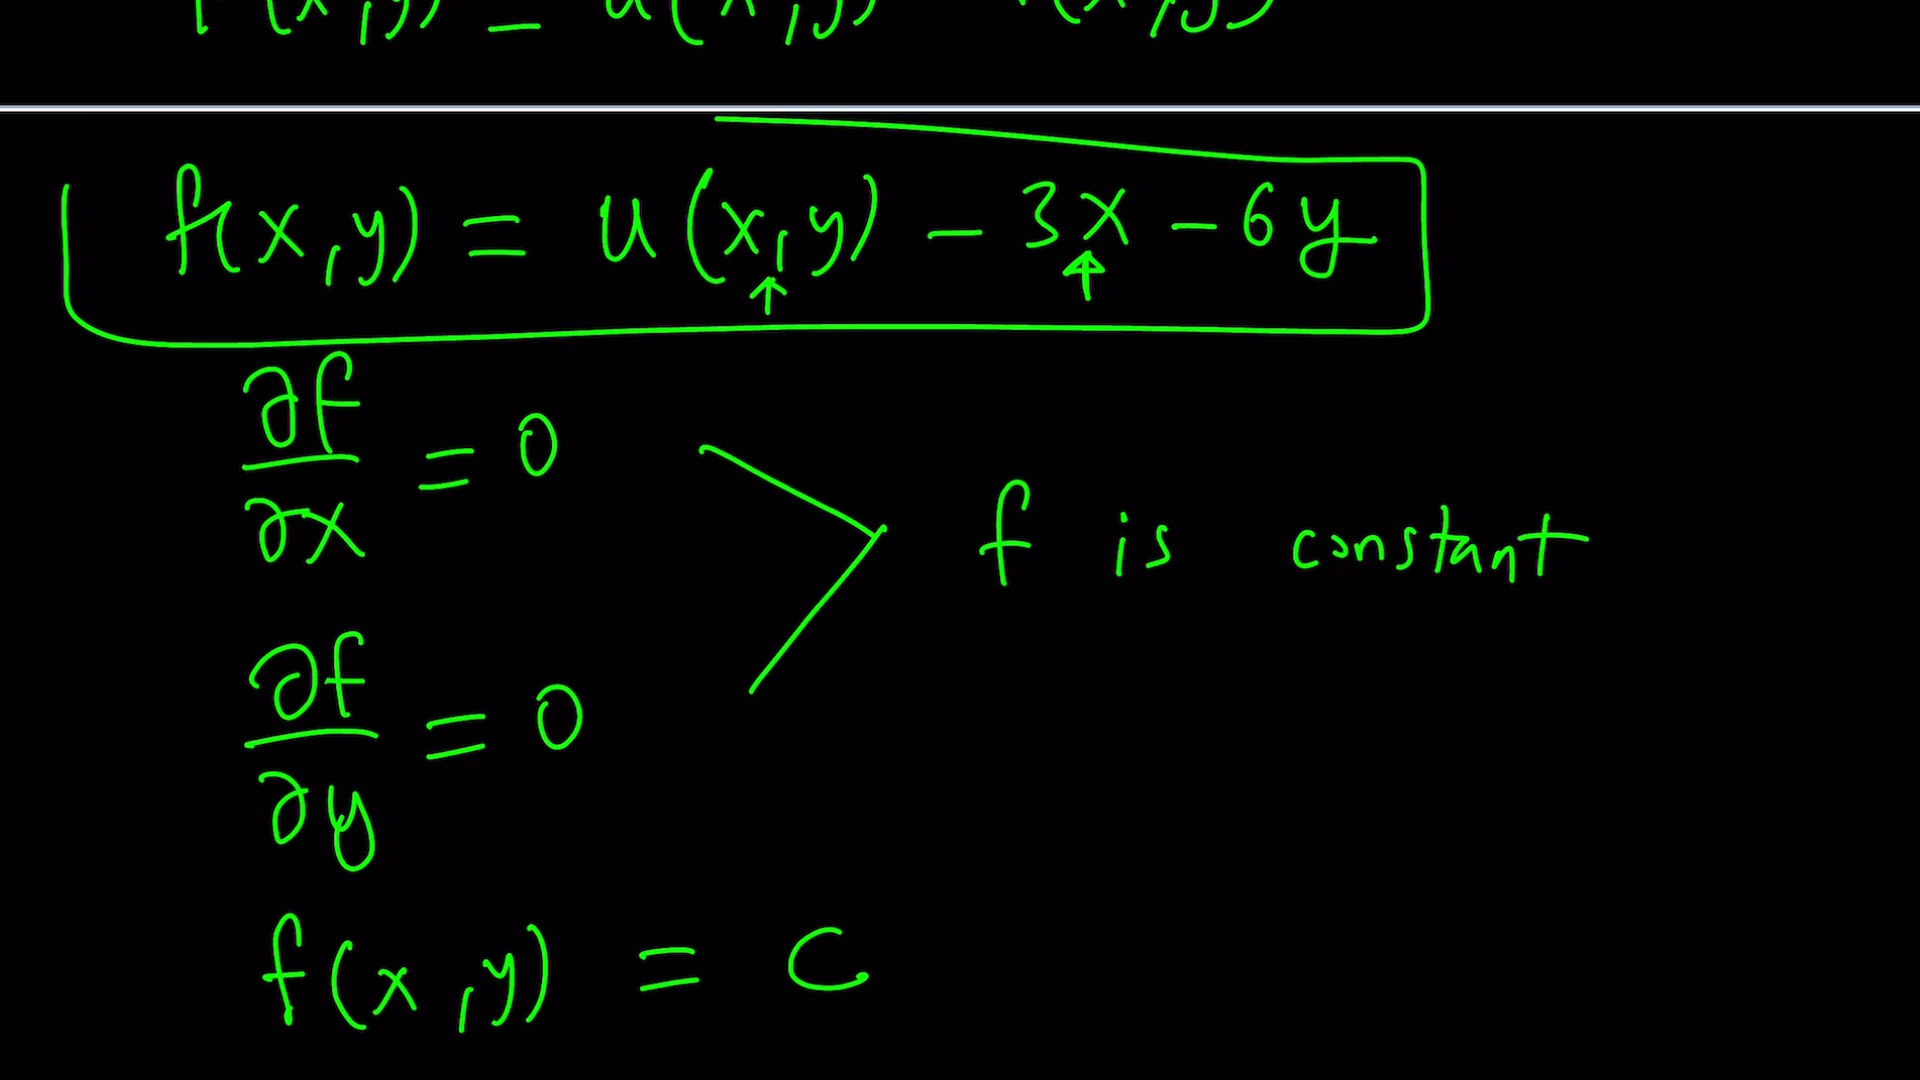 f(x,y) = u(x,y) - 3x - 6y
∂f/∂x = 0
f is constant
∂f/∂y = 0
f(x,y) = C